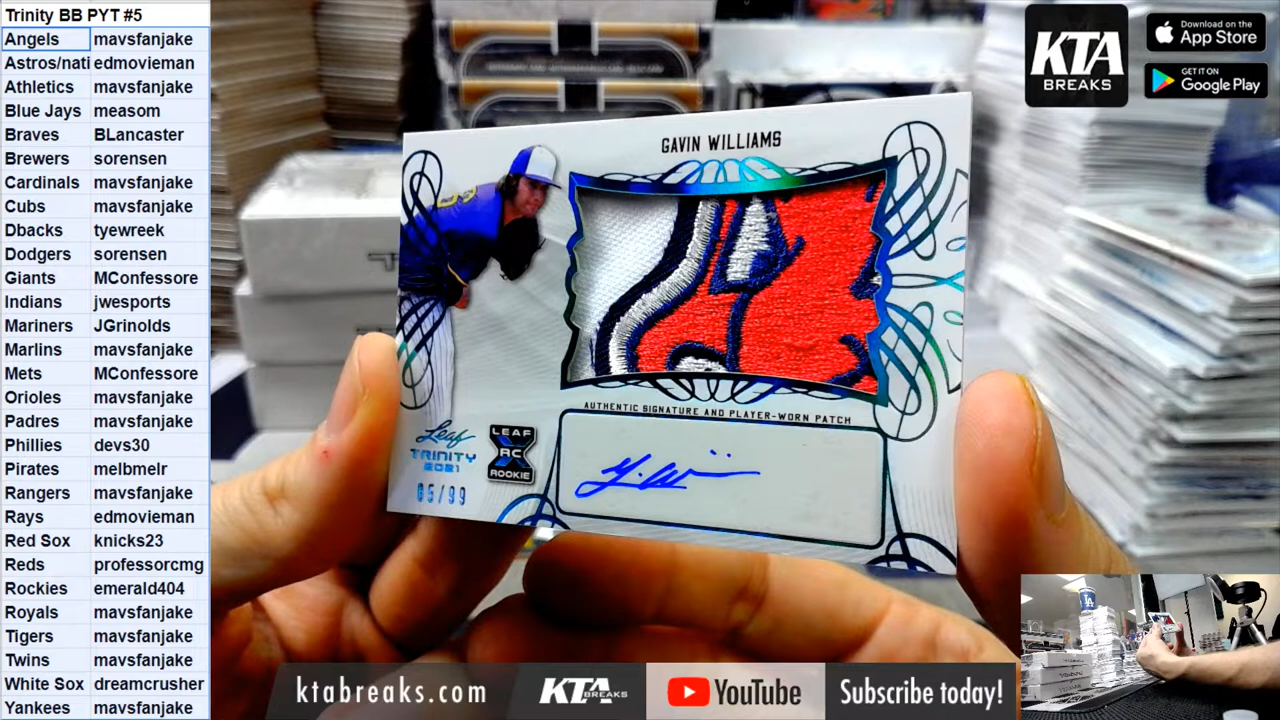 Trinity BB PYT #5
Angels mavsfanjake
Astros/nati edmovieman
Athletics mavsfanjake
Blue Jays measom
Braves BLancaster
Brewers sorensen
Cardinals mavsfanjake
Cubs mavsfanjake
Dbacks tyewreek
Dodgers sorensen
Giants MConfessore
Indians jwesports
Mariners JGrinolds
Marlins mavsfanjake
Mets MConfessore
Orioles mavsfanjake
Padres mavsfanjake
Phillies devs30
Pirates melbmelr
Rangers mavsfanjake
Rays edmovieman
Red Sox knicks23
Reds professorcmg
Rockies emerald404
Royals mavsfanjake
Tigers mavsfanjake
Twins mavsfanjake
White Sox dreamcrusher
Yankees mavsfanjake
KTA
BREAKS
Download on the
App Store
GET IT ON
Google Play
GAVIN WILLIAMS
AUTHENTIC SIGNATURE AND PLAYER-WORN PATCH
Leaf
TRINITY
2021
LEAF
RC
ROOKIE
05/99
ktabreaks.com
KTA BREAKS
YouTube
Subscribe today!